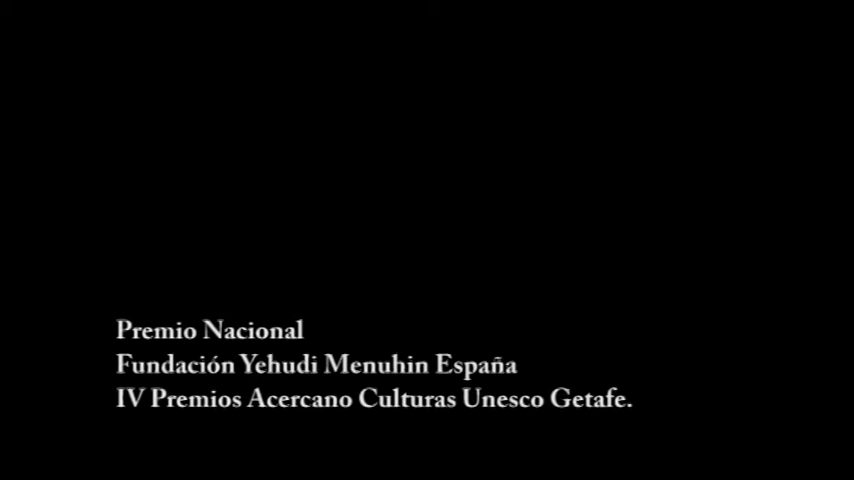 Premio Nacional
Fundación Yehudi Menuhin España
IV Premios Acercano Culturas Unesco Getafe.